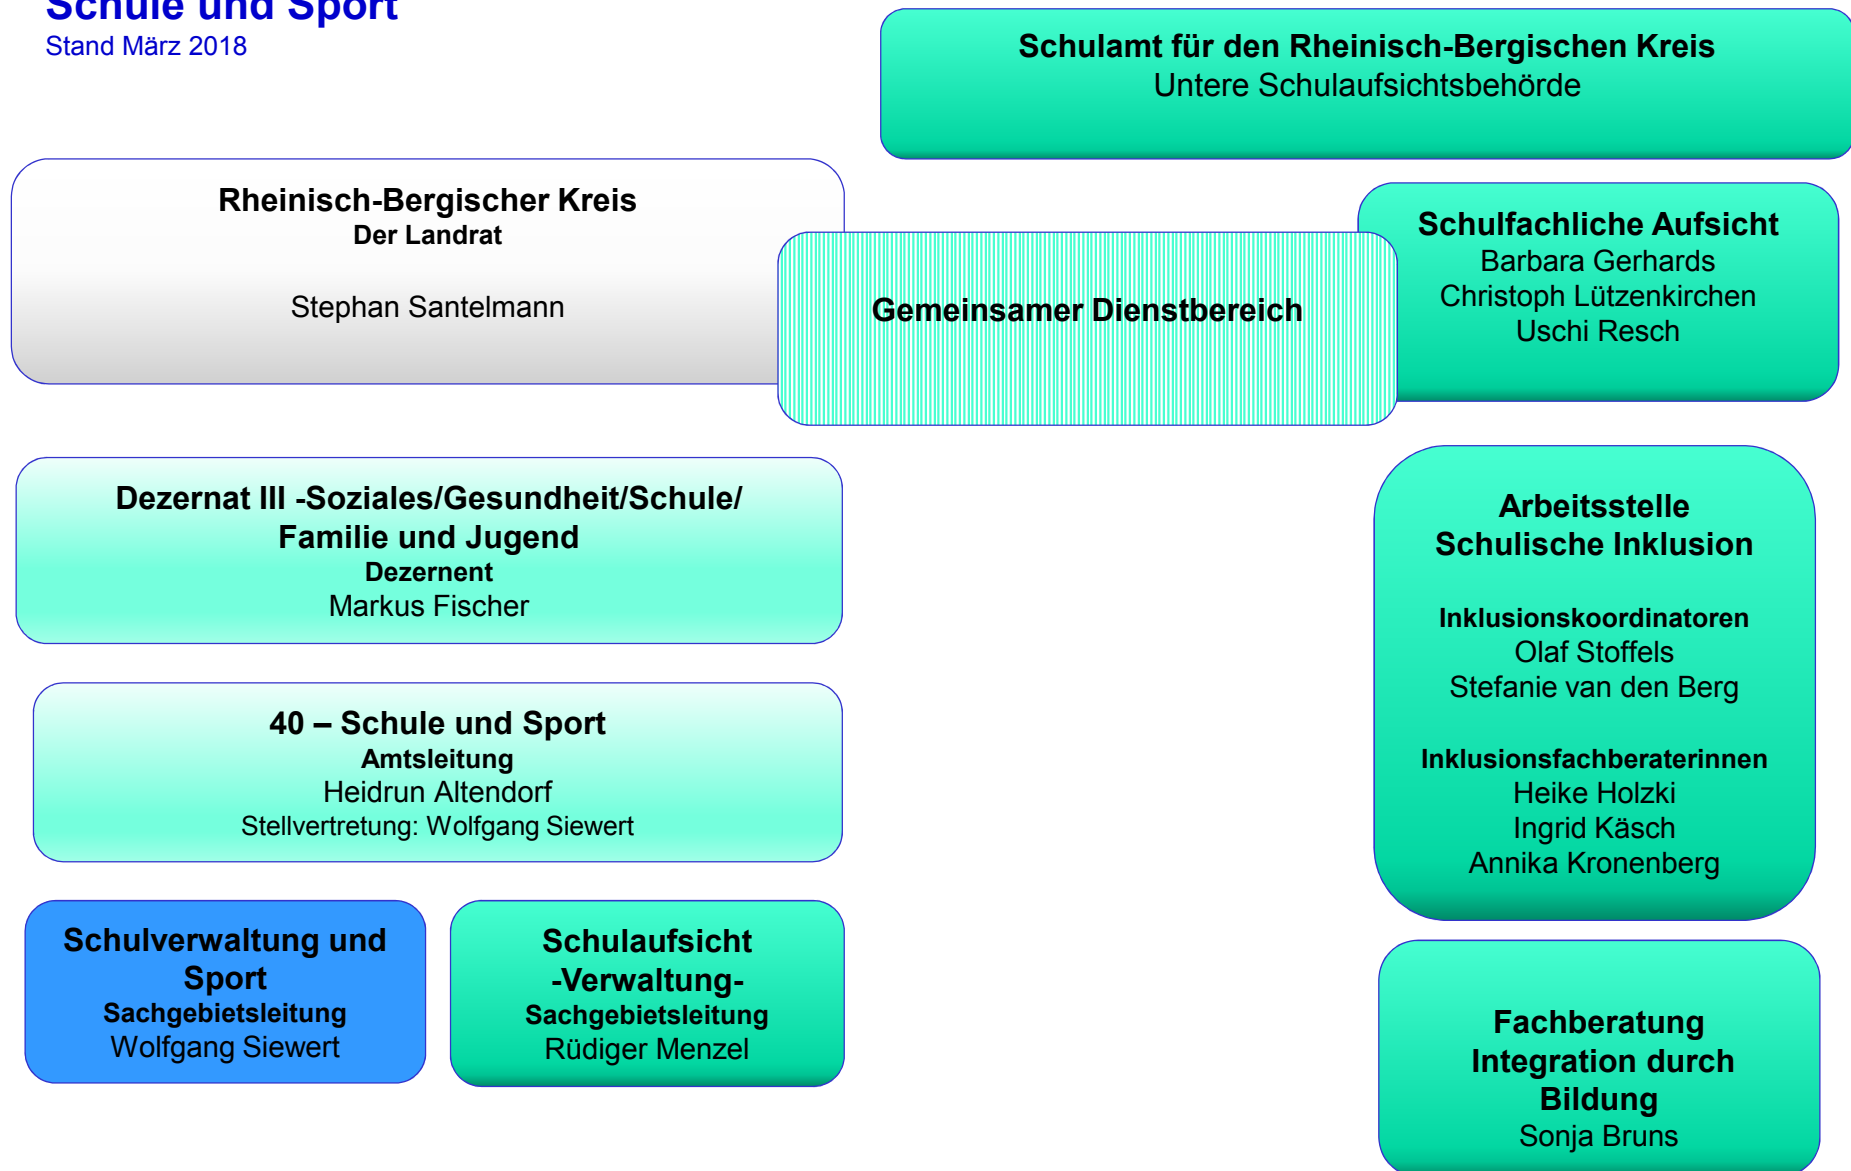 Schule und Sport
Stand März 2018
Schulamt für den Rheinisch-Bergischen Kreis
Untere Schulaufsichtsbehörde
Rheinisch-Bergischer Kreis
Der Landrat
Stephan Santelmann
Gemeinsamer Dienstbereich
Schulfachliche Aufsicht
Barbara Gerhards
Christoph Lützenkirchen
Uschi Resch
Dezernat III -Soziales/Gesundheit/Schule/
Familie und Jugend
Dezernent
Markus Fischer
40 – Schule und Sport
Amtsleitung
Heidrun Altendorf
Stellvertretung: Wolfgang Siewert
Schulverwaltung und
Sport
Sachgebietsleitung
Wolfgang Siewert
Schulaufsicht
-Verwaltung-
Sachgebietsleitung
Rüdiger Menzel
Arbeitsstelle
Schulische Inklusion
Inklusionskoordinatoren
Olaf Stoffels
Stefanie van den Berg
Inklusionsfachberaterinnen
Heike Holzki
Ingrid Käsch
Annika Kronenberg
Fachberatung
Integration durch
Bildung
Sonja Bruns